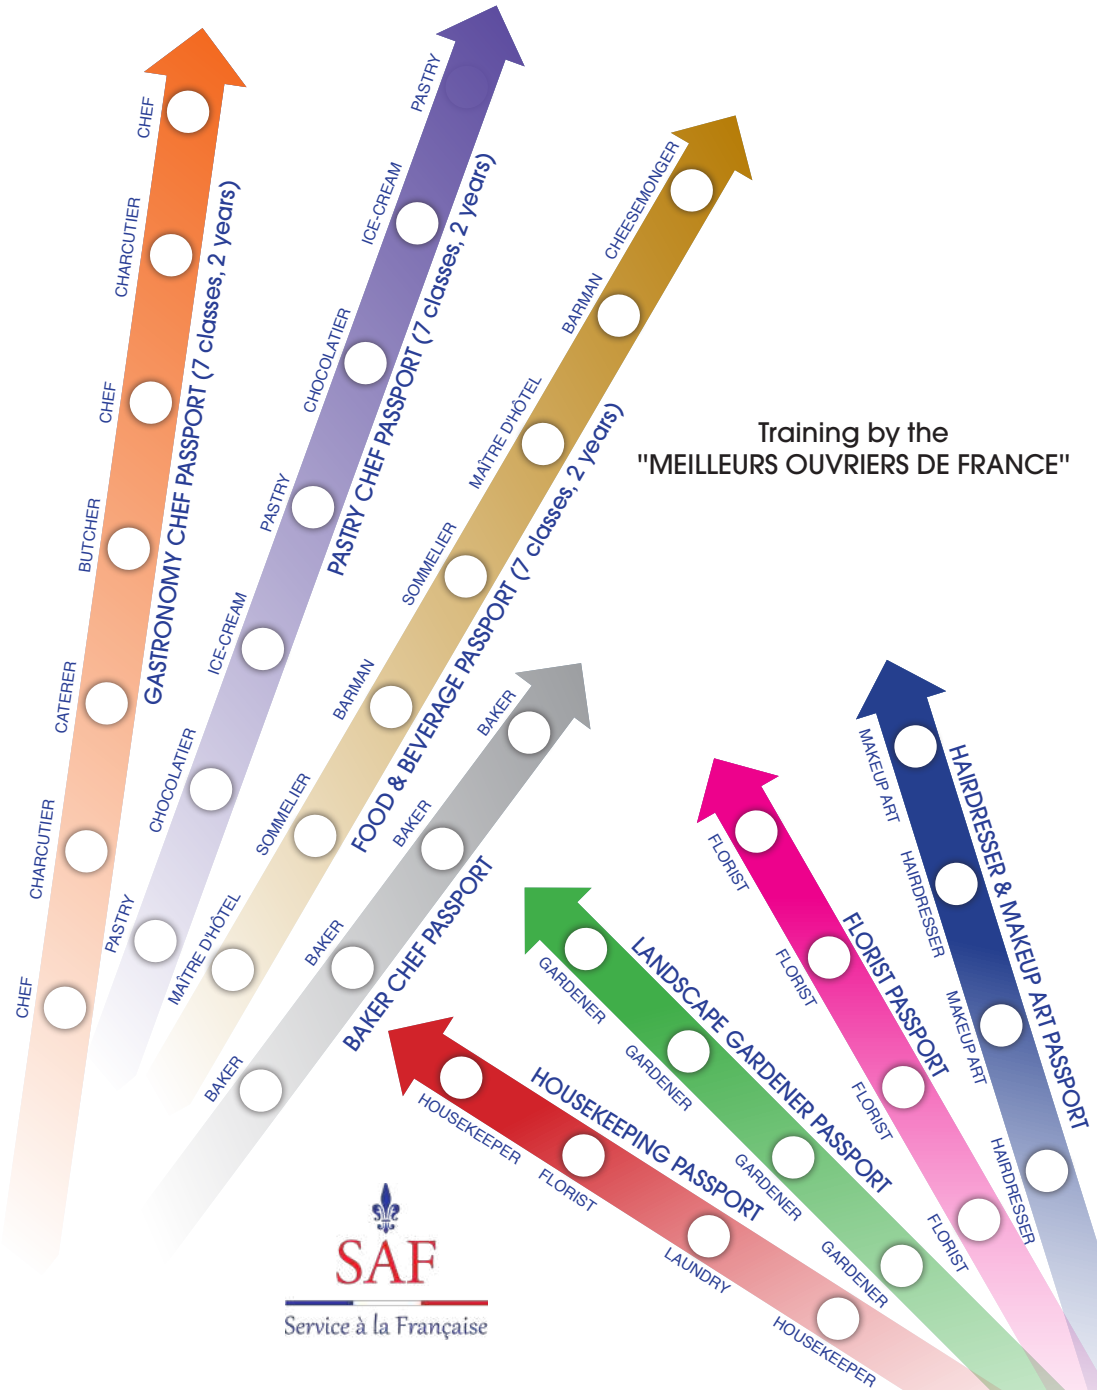 CHEF
CHARCUTIER
CHEF
BUTCHER
CATERER
CHARCUTIER
CHEF
GASTRONOMY CHEF PASSPORT (7 classes, 2 years)
PASTRY
ICE-CREAM
CHOCOLATIER
PASTRY
ICE-CREAM
CHOCOLATIER
PASTRY
PASTRY CHEF PASSPORT (7 classes, 2 years)
CHEESEMONGER
BARMAN
MAÎTRE D'HÔTEL
SOMMELIER
BARMAN
SOMMELIER
MAÎTRE D'HÔTEL
FOOD & BEVERAGE PASSPORT (7 classes, 2 years)
Training by the
"MEILLEURS OUVRIERS DE FRANCE"
BAKER
BAKER
BAKER
BAKER
BAKER CHEF PASSPORT
HOUSEKEEPER
FLORIST
LAUNDRY
HOUSEKEEPER
HOUSEKEEPING PASSPORT
GARDENER
GARDENER
GARDENER
GARDENER
LANDSCAPE GARDENER PASSPORT
FLORIST
FLORIST
FLORIST
FLORIST
FLORIST PASSPORT
MAKEUP ART
HAIRDRESSER
MAKEUP ART
HAIRDRESSER
HAIRDRESSER & MAKEUP ART PASSPORT
SAF
Service à la Française